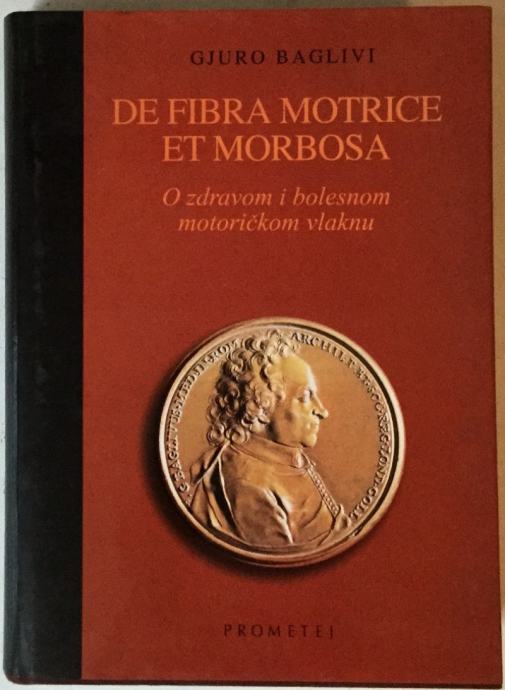 GJURO BAGLIVI
DE FIBRA MOTRICE
ET MORBOSA
O zdravom i bolesnom
motoričkom vlaknu
PROMETEJ